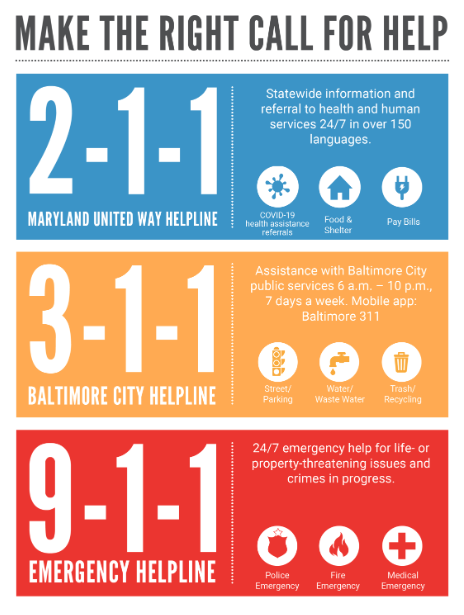 MAKE THE RIGHT CALL FOR HELP
2-1-1
MARYLAND UNITED WAY HELPLINE
Statewide information and
referral to health and human
services 24/7 in over 150
languages.
COVID-19
health assistance
referrals
Food &
Shelter
Pay Bills
3-1-1
BALTIMORE CITY HELPLINE
Assistance with Baltimore City
public services 6 a.m. – 10 p.m.,
7 days a week. Mobile app:
Baltimore 311
Street/
Parking
Water/
Waste Water
Trash/
Recycling
9-1-1
EMERGENCY HELPLINE
24/7 emergency help for life- or
property-threatening issues and
crimes in progress.
Police
Emergency
Fire
Emergency
Medical
Emergency